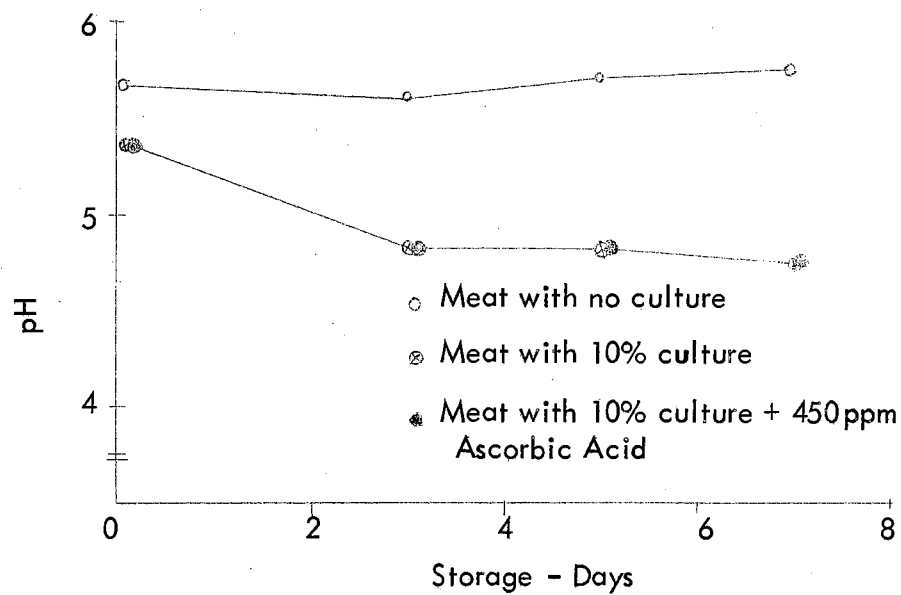 6
5
pH
Meat with no culture
Meat with 10% culture
4
Meat with 10% culture + 450 ppm
Ascorbic Acid
0 2 4 6 8
Storage - Days